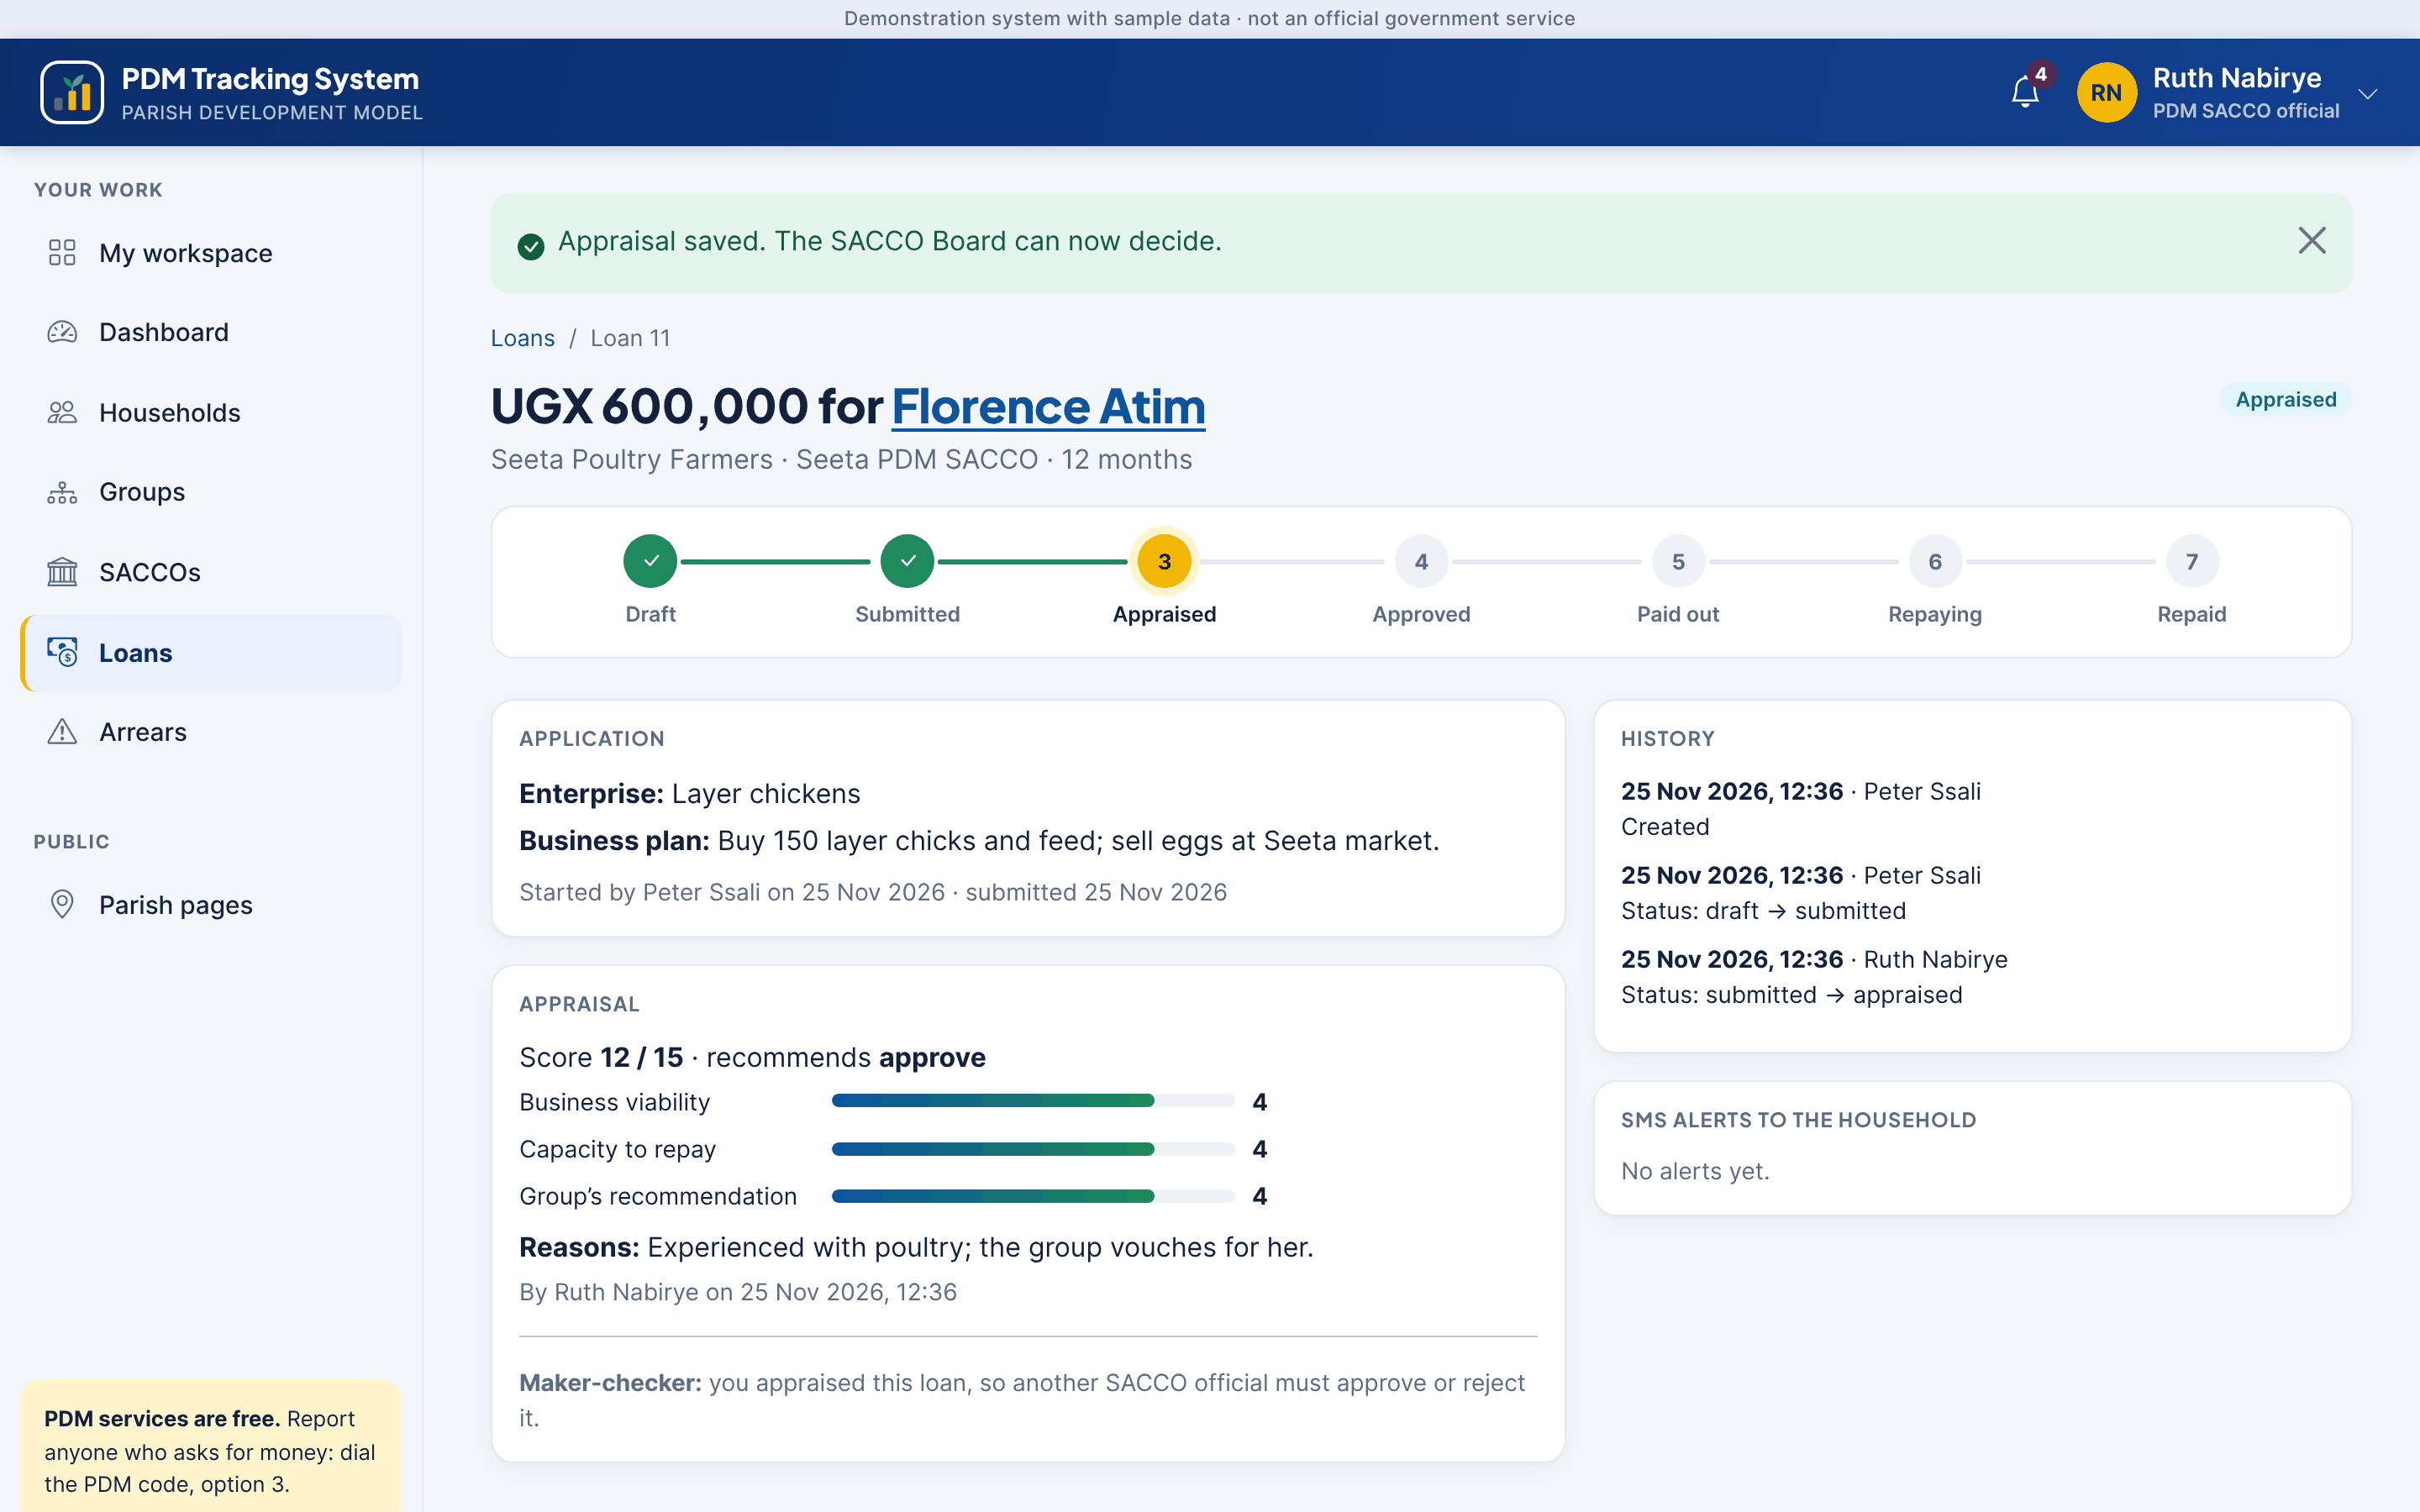 Demonstration system with sample data · not an official government service
PDM Tracking System
PARISH DEVELOPMENT MODEL
4
RN
Ruth Nabirye
PDM SACCO official
YOUR WORK
My workspace
Dashboard
Households
Groups
SACCOs
Loans
Arrears
PUBLIC
Parish pages
PDM services are free. Report
anyone who asks for money: dial
the PDM code, option 3.
Appraisal saved. The SACCO Board can now decide.
Loans / Loan 11
UGX 600,000 for Florence Atim
Appraised
Seeta Poultry Farmers · Seeta PDM SACCO · 12 months
3 4 5 6 7
Draft Submitted Appraised Approved Paid out Repaying Repaid
APPLICATION
Enterprise: Layer chickens
Business plan: Buy 150 layer chicks and feed; sell eggs at Seeta market.
Started by Peter Ssali on 25 Nov 2026 · submitted 25 Nov 2026
APPRAISAL
Score 12 / 15 · recommends approve
Business viability 4
Capacity to repay 4
Group’s recommendation 4
Reasons: Experienced with poultry; the group vouches for her.
By Ruth Nabirye on 25 Nov 2026, 12:36
Maker-checker: you appraised this loan, so another SACCO official must approve or reject
it.
HISTORY
25 Nov 2026, 12:36 · Peter Ssali
Created
25 Nov 2026, 12:36 · Peter Ssali
Status: draft → submitted
25 Nov 2026, 12:36 · Ruth Nabirye
Status: submitted → appraised
SMS ALERTS TO THE HOUSEHOLD
No alerts yet.